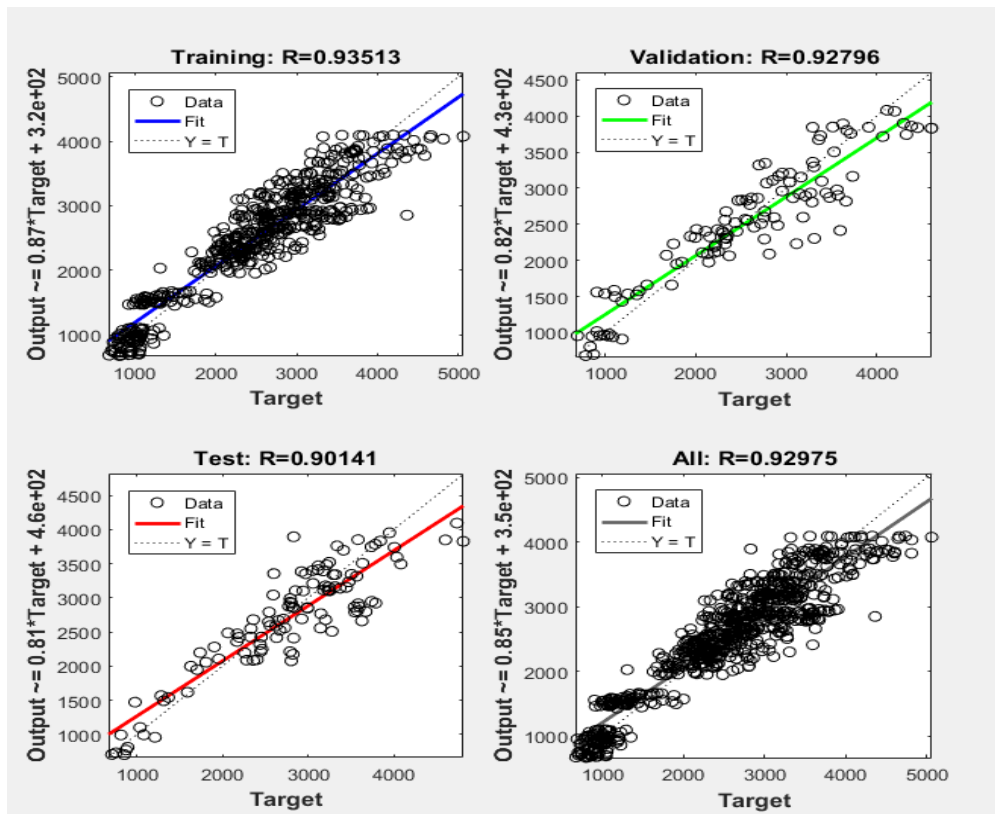 Training: R=0.93513
Output ~= 0.87*Target + 3.2e+02
5000
4000
3000
2000
1000
Data
Fit
Y = T
1000 2000 3000 4000 5000
Target
Validation: R=0.92796
Output ~= 0.82*Target + 4.3e+02
4500
4000
3500
3000
2500
2000
1500
1000
Data
Fit
Y = T
1000 2000 3000 4000
Target
Test: R=0.90141
Output ~= 0.81*Target + 4.6e+02
4500
4000
3500
3000
2500
2000
1500
1000
Data
Fit
Y = T
1000 2000 3000 4000
Target
All: R=0.92975
Output ~= 0.85*Target + 3.5e+02
5000
4000
3000
2000
1000
Data
Fit
Y = T
1000 2000 3000 4000 5000
Target